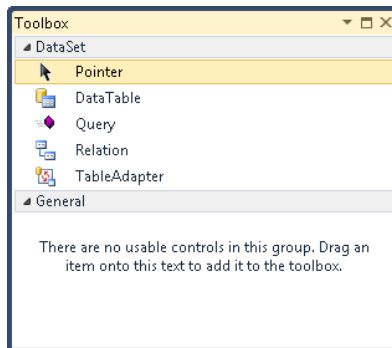 Toolbox
DataSet
Pointer
DataTable
Query
Relation
TableAdapter
General
There are no usable controls in this group. Drag an
item onto this text to add it to the toolbox.